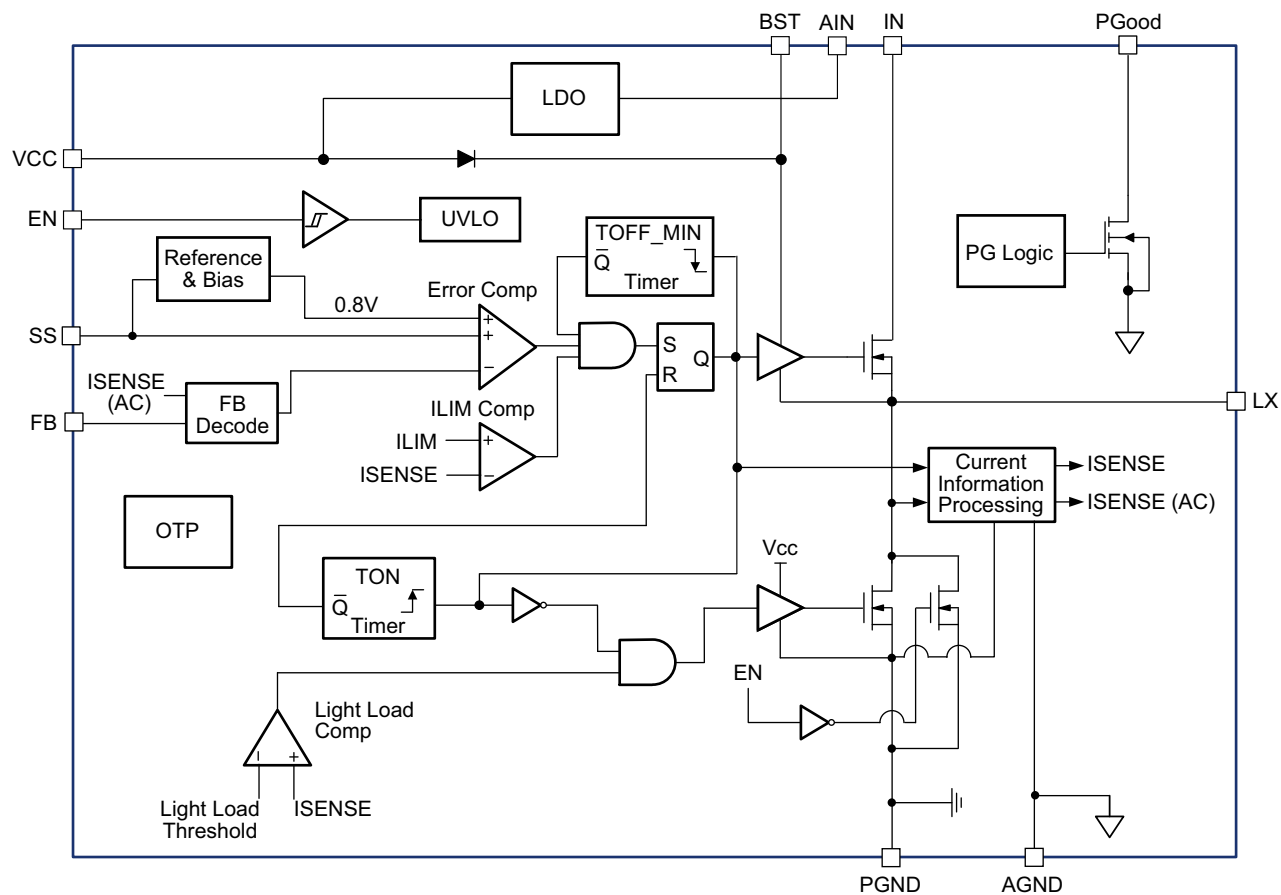 BST AIN IN PGood
LDO
VCC
EN
UVLO
TOFF_MIN
Q̅
Timer
Reference
& Bias
PG Logic
Error Comp
0.8V
+
+
−
SS
S
R
Q
ISENSE
(AC)
FB
Decode
FB
LX
ILIM Comp
ILIM
+
ISENSE
−
Current
Information
Processing
ISENSE
ISENSE (AC)
OTP
Vcc
TON
Q̅
Timer
EN
Light Load
Comp
− +
Light Load
Threshold
ISENSE
PGND AGND